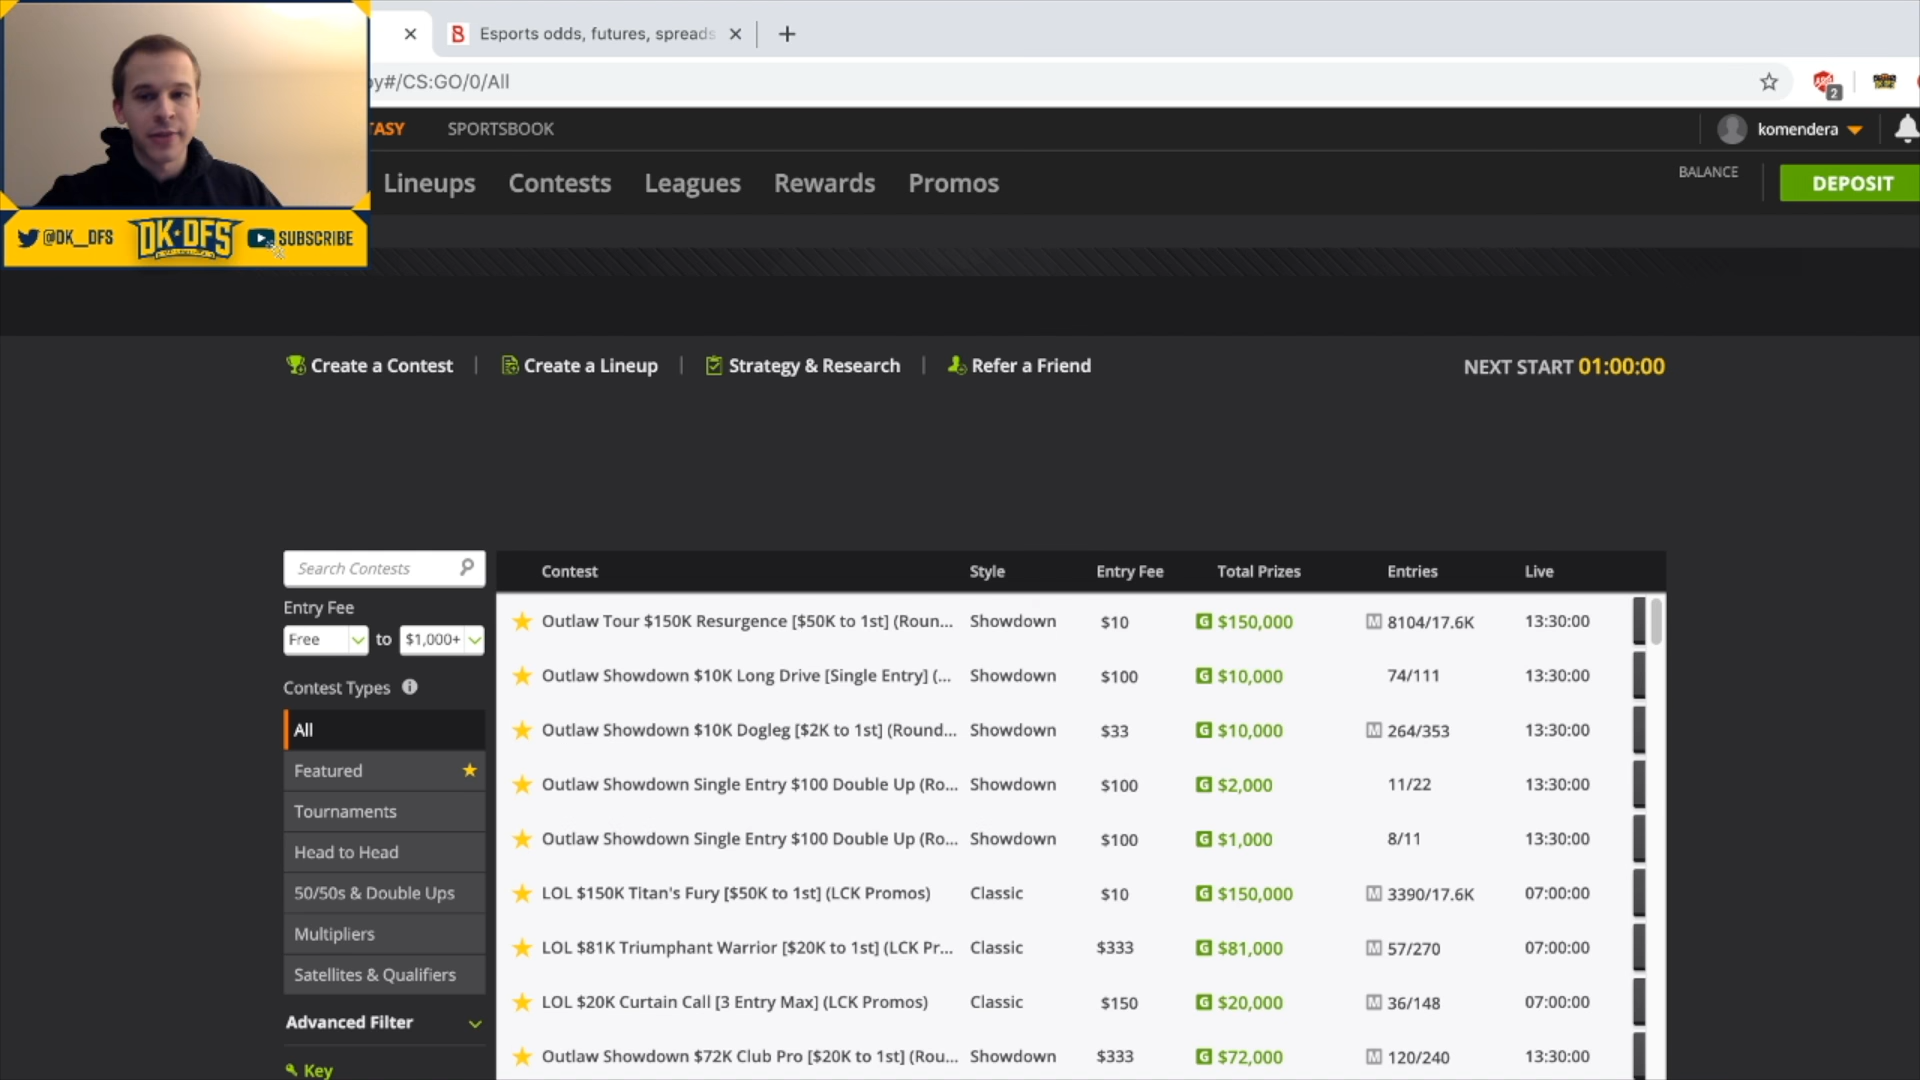 Esports odds, futures, spreads
by#/CS:GO/0/All
2
TASY
SPORTSBOOK
komendera
Lineups
Contests
Leagues
Rewards
Promos
BALANCE
DEPOSIT
@DK__DFS
DK★DFS
SUBSCRIBE
Create a Contest | Create a Lineup | Strategy & Research | Refer a Friend
NEXT START 01:00:00
Search Contests
Entry Fee
Free to $1,000+
Contest Types
All
Featured
Tournaments
Head to Head
50/50s & Double Ups
Multipliers
Satellites & Qualifiers
Advanced Filter
Key
Contest Style Entry Fee Total Prizes Entries Live
Outlaw Tour $150K Resurgence [$50K to 1st] (Roun... Showdown $10 G $150,000 M 8104/17.6K 13:30:00
Outlaw Showdown $10K Long Drive [Single Entry] (... Showdown $100 G $10,000 74/111 13:30:00
Outlaw Showdown $10K Dogleg [$2K to 1st] (Round... Showdown $33 G $10,000 M 264/353 13:30:00
Outlaw Showdown Single Entry $100 Double Up (Ro... Showdown $100 G $2,000 11/22 13:30:00
Outlaw Showdown Single Entry $100 Double Up (Ro... Showdown $100 G $1,000 8/11 13:30:00
LOL $150K Titan's Fury [$50K to 1st] (LCK Promos) Classic $10 G $150,000 M 3390/17.6K 07:00:00
LOL $81K Triumphant Warrior [$20K to 1st] (LCK Pr... Classic $333 G $81,000 M 57/270 07:00:00
LOL $20K Curtain Call [3 Entry Max] (LCK Promos) Classic $150 G $20,000 M 36/148 07:00:00
Outlaw Showdown $72K Club Pro [$20K to 1st] (Rou... Showdown $333 G $72,000 M 120/240 13:30:00